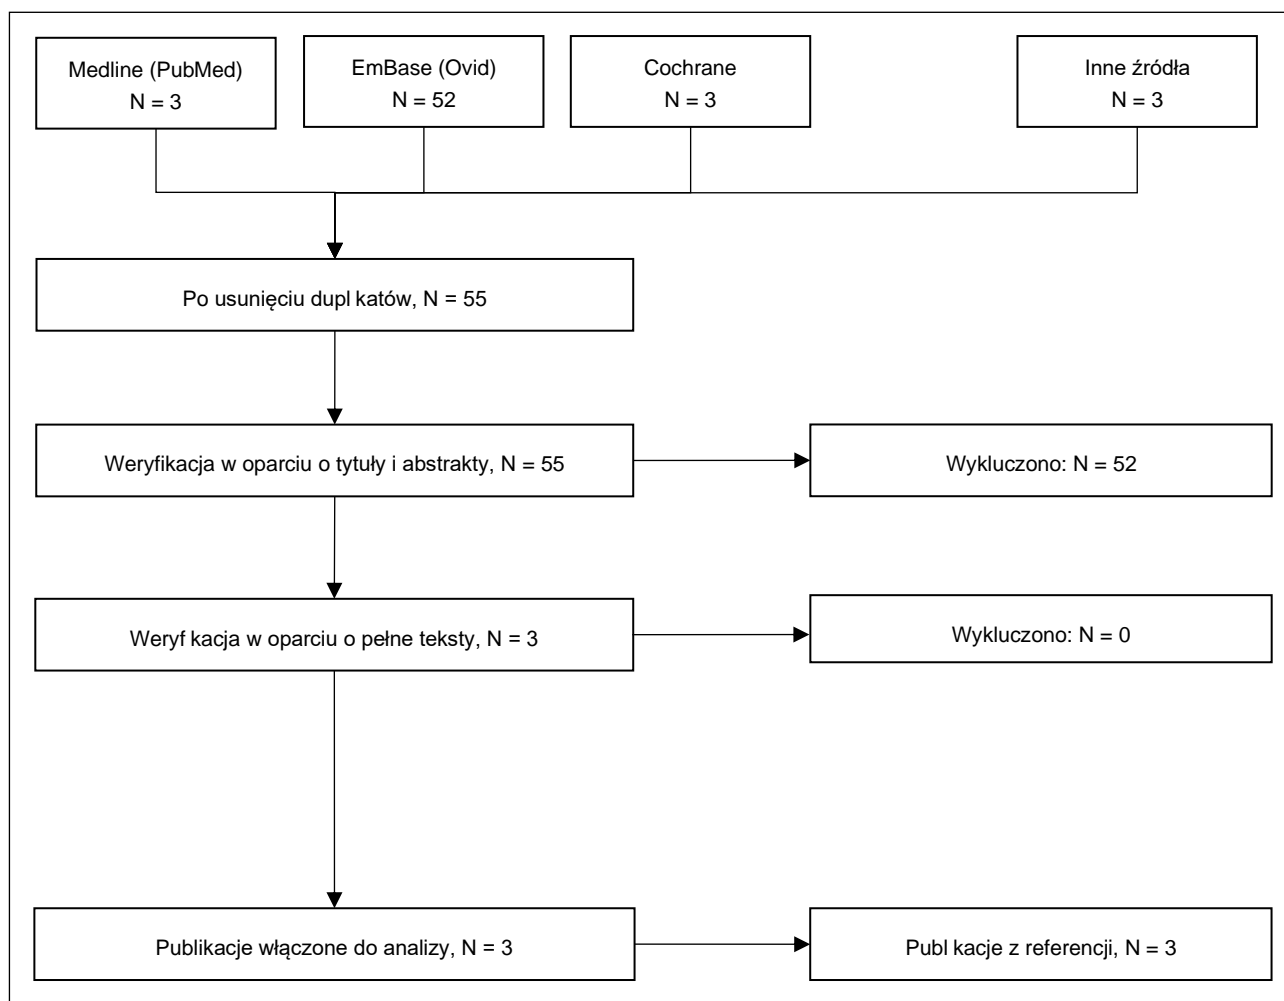 Medline (PubMed)
N = 3
EmBase (Ovid)
N = 52
Cochrane
N = 3
Inne źródła
N = 3
Po usunięciu dupl katów, N = 55
Weryfikacja w oparciu o tytuły i abstrakty, N = 55
Wykluczono: N = 52
Weryf kacja w oparciu o pełne teksty, N = 3
Wykluczono: N = 0
Publikacje włączone do analizy, N = 3
Publ kacje z referencji, N = 3